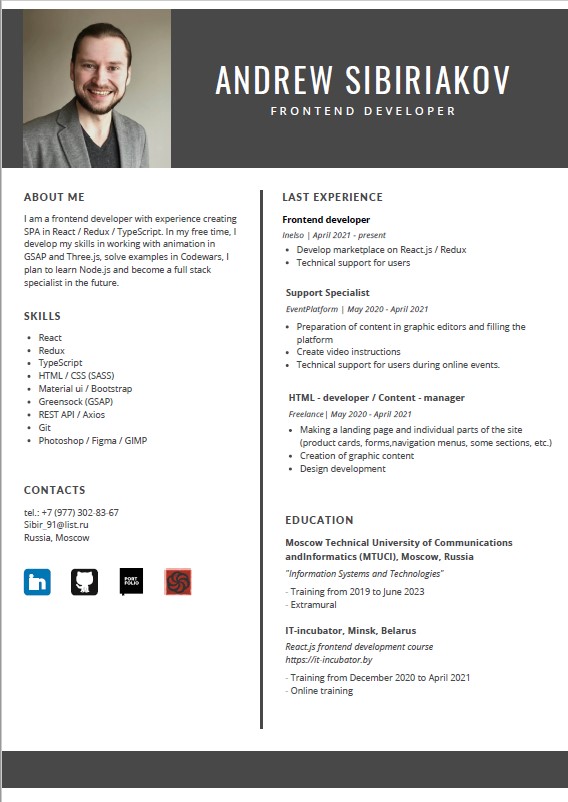 ANDREW SIBIRIAKOV
FRONTEND DEVELOPER
ABOUT ME
I am a frontend developer with experience creating
SPA in React / Redux / TypeScript. In my free time, I
develop my skills in working with animation in
GSAP and Three.js, solve examples in Codewars, I
plan to learn Node.js and become a full stack
specialist in the future.
SKILLS
• React
• Redux
• TypeScript
• HTML / CSS (SASS)
• Material ui / Bootstrap
• Greensock (GSAP)
• REST API / Axios
• Git
• Photoshop / Figma / GIMP
CONTACTS
tel.: +7 (977) 302-83-67
Sibir_91@list.ru
Russia, Moscow
in
PORT
FOLIO
LAST EXPERIENCE
Frontend developer
Inelso | April 2021 - present
• Develop marketplace on React.js / Redux
• Technical support for users
Support Specialist
EventPlatform | May 2020 - April 2021
• Preparation of content in graphic editors and filling the
platform
• Create video instructions
• Technical support for users during online events.
HTML - developer / Content - manager
Freelance| May 2020 - April 2021
• Making a landing page and individual parts of the site
(product cards, forms,navigation menus, some sections, etc.)
• Creation of graphic content
• Design development
EDUCATION
Moscow Technical University of Communications
andInformatics (MTUCI), Moscow, Russia
"Information Systems and Technologies"
- Training from 2019 to June 2023
- Extramural
IT-incubator, Minsk, Belarus
React.js frontend development course
https://it-incubator.by
- Training from December 2020 to April 2021
- Online training